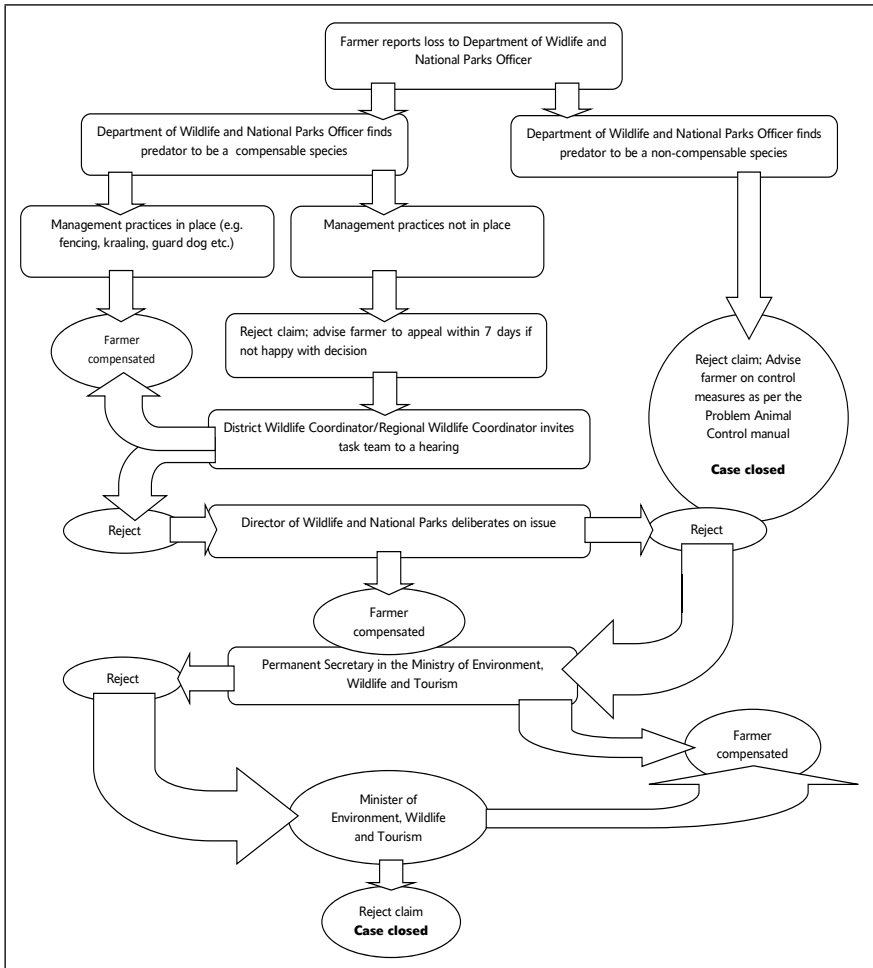 Farmer reports loss to Department of Widlife and
National Parks Officer
Department of Wildlife and National Parks Officer finds
predator to be a compensable species
Department of Wildlife and National Parks Officer finds
predator to be a non-compensable species
Management practices in place (e.g.
fencing, kraaling, guard dog etc.)
Management practices not in place
Farmer
compensated
Reject claim; advise farmer to appeal within 7 days if
not happy with decision
Reject claim; Advise
farmer on control
measures as per the
Problem Animal
Control manual
Case closed
District Wildlife Coordinator/Regional Wildlife Coordinator invites
task team to a hearing
Reject
Director of Wildlife and National Parks deliberates on issue
Reject
Farmer
compensated
Permanent Secretary in the Ministry of Environment,
Wildlife and Tourism
Reject
Farmer
compensated
Minister of
Environment, Wildlife
and Tourism
Reject claim
Case closed